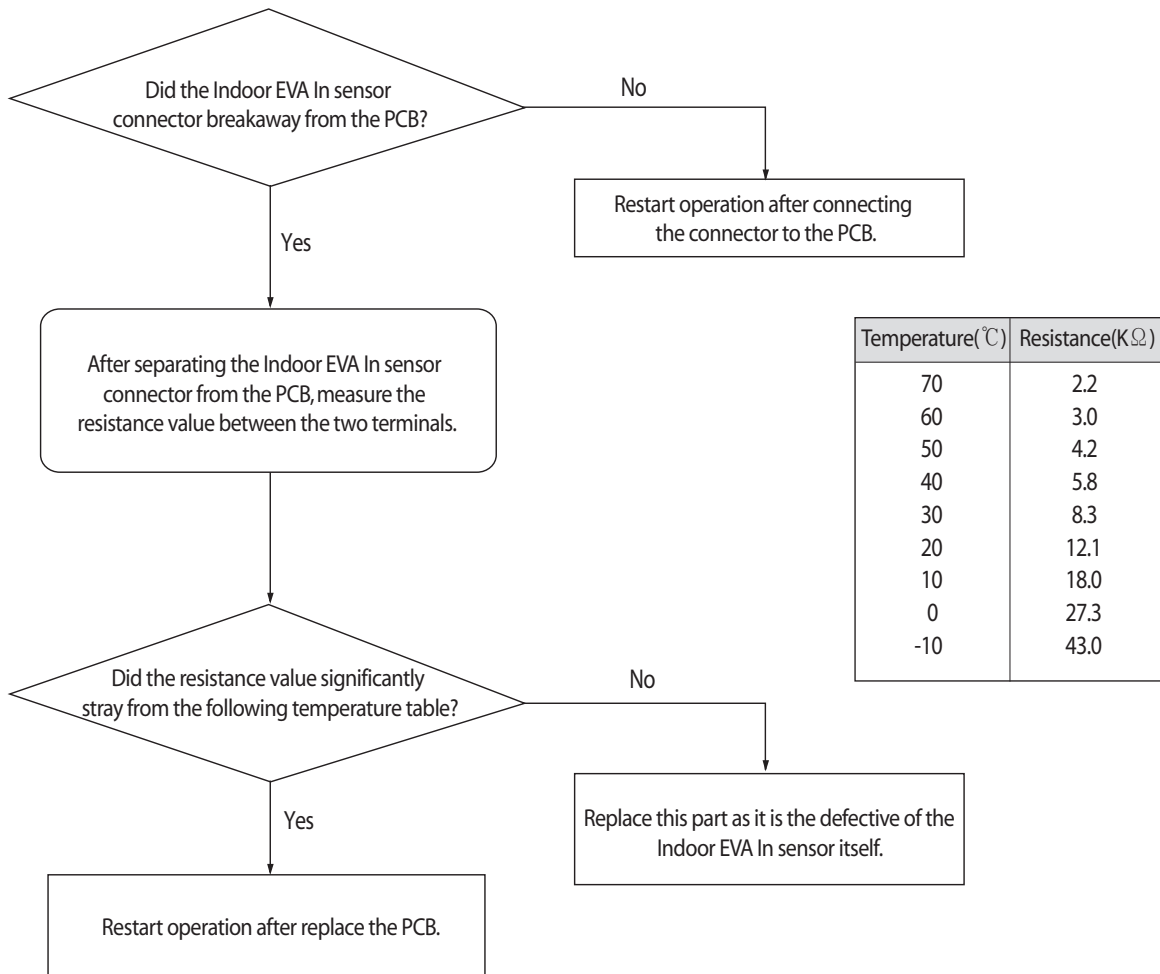 Did the Indoor EVA In sensor
connector breakaway from the PCB?
No
Restart operation after connecting
the connector to the PCB.
Yes
After separating the Indoor EVA In sensor
connector from the PCB, measure the
resistance value between the two terminals.
Temperature(℃) Resistance(KΩ)
70 2.2
60 3.0
50 4.2
40 5.8
30 8.3
20 12.1
10 18.0
0 27.3
-10 43.0
Did the resistance value significantly
stray from the following temperature table?
No
Replace this part as it is the defective of the
Indoor EVA In sensor itself.
Yes
Restart operation after replace the PCB.